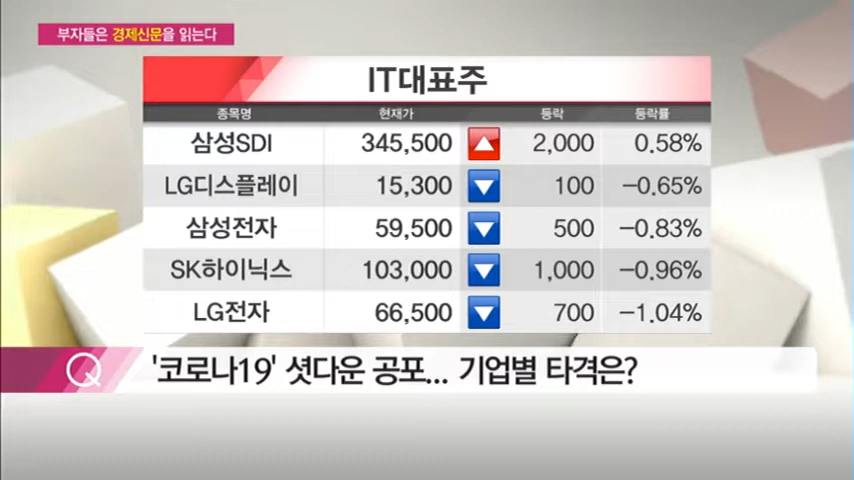 부자들은 경제신문을 읽는다
IT대표주
종목명 현재가 등락 등락률
삼성SDI 345,500 ▲ 2,000 0.58%
LG디스플레이 15,300 ▼ 100 -0.65%
삼성전자 59,500 ▼ 500 -0.83%
SK하이닉스 103,000 ▼ 1,000 -0.96%
LG전자 66,500 ▼ 700 -1.04%
Q '코로나19' 셧다운 공포... 기업별 타격은?